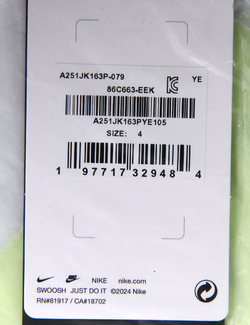 A251JK163P-079 YE
86C663-EEK
A251JK163PYE105
SIZE: 4
1 97717 32948 4
NIKE nike.com
SWOOSH JUST DO IT ©2024 Nike
RN#81917 / CA#18702